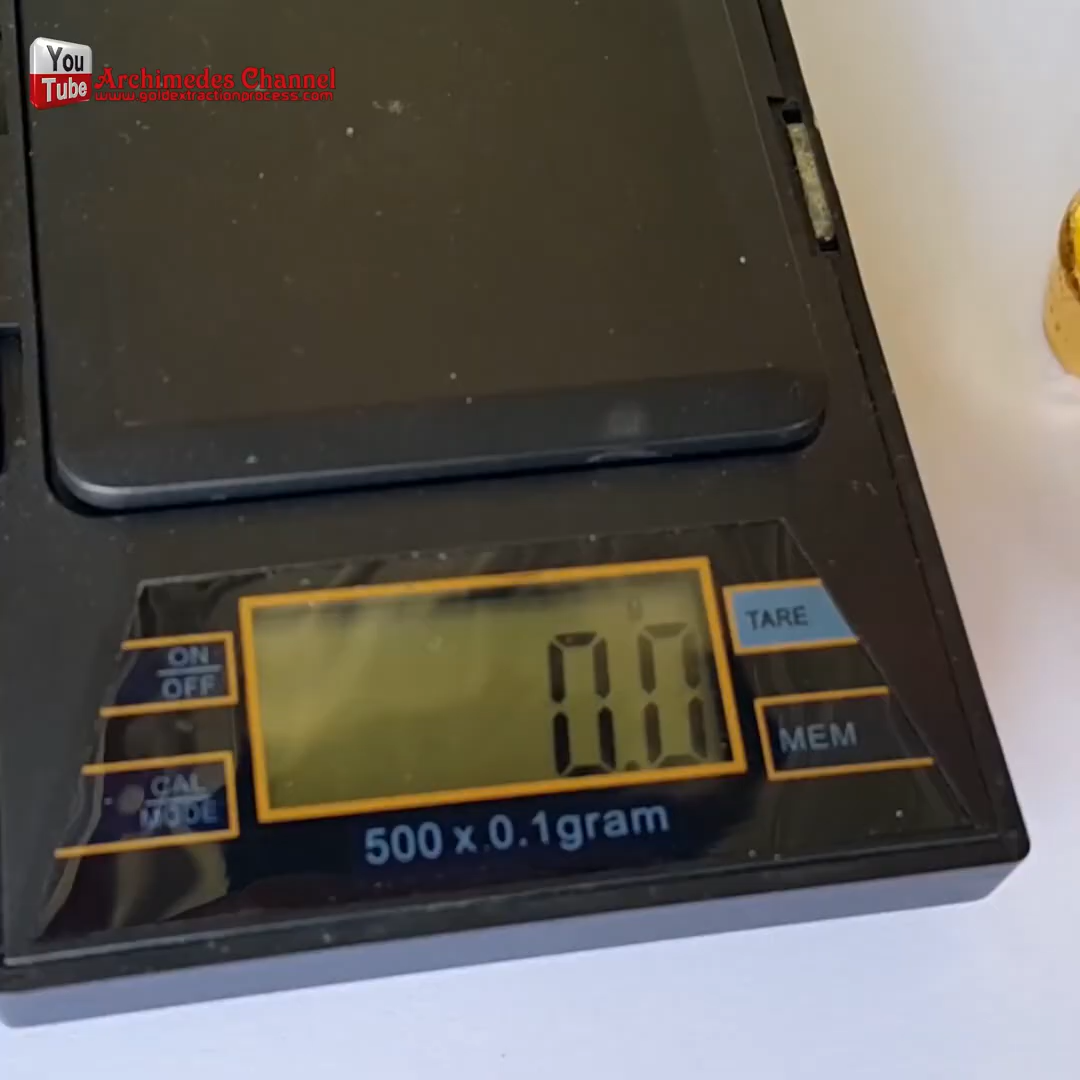 You
Tube
Archimedes Channel
www.goldextractionprocess.com
ON
OFF
CAL
MODE
0.0
TARE
MEM
500 x 0.1gram